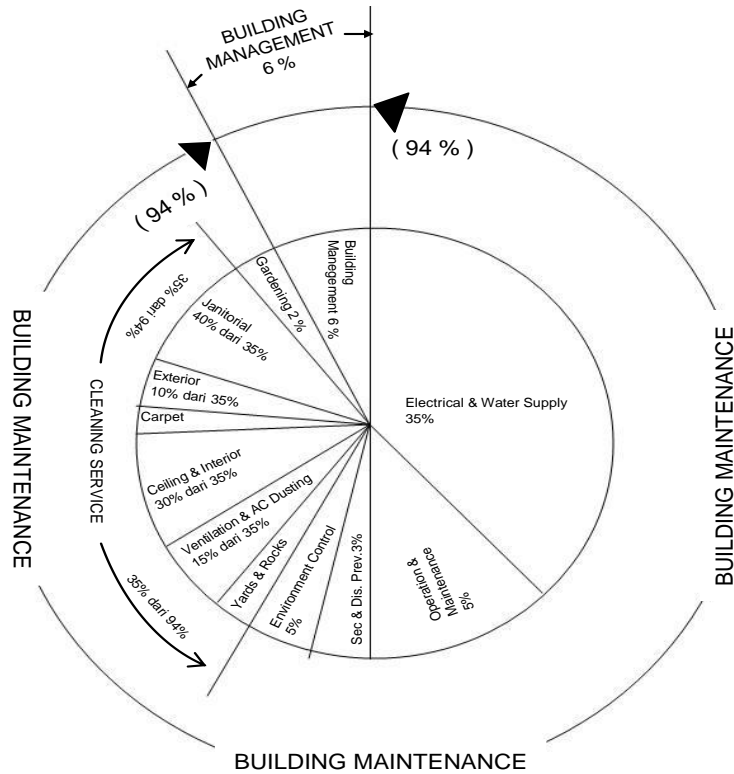 BUILDING
MANAGEMENT
6 %
( 94 % )
( 94 % )
Building
Manegement 6 %
Gardening 2 %
35% dari 94%
Janitorial
40% dari 35%
Exterior
10% dari 35%
Carpet
Electrical & Water Supply
35%
BUILDING MAINTENANCE
CLEANING SERVICE
BUILDING MAINTENANCE
Ceiling & Interior
30% dari 35%
Ventilation & AC Dusting
15% dari 35%
Yards & Rocks
Environment Control
5%
Sec & Dis. Prev.3%
Operation &
Maintenance
5%
35% dari 94%
BUILDING MAINTENANCE